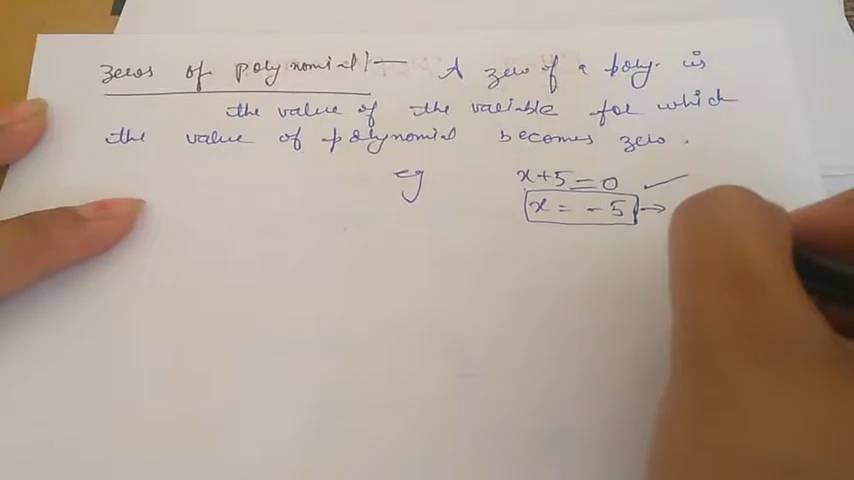 zeros of polynomial :— A zero of a poly. is
the value of the variable for which
the value of polynomial becomes zero.
eg x+5=0 ✓
x = -5 →